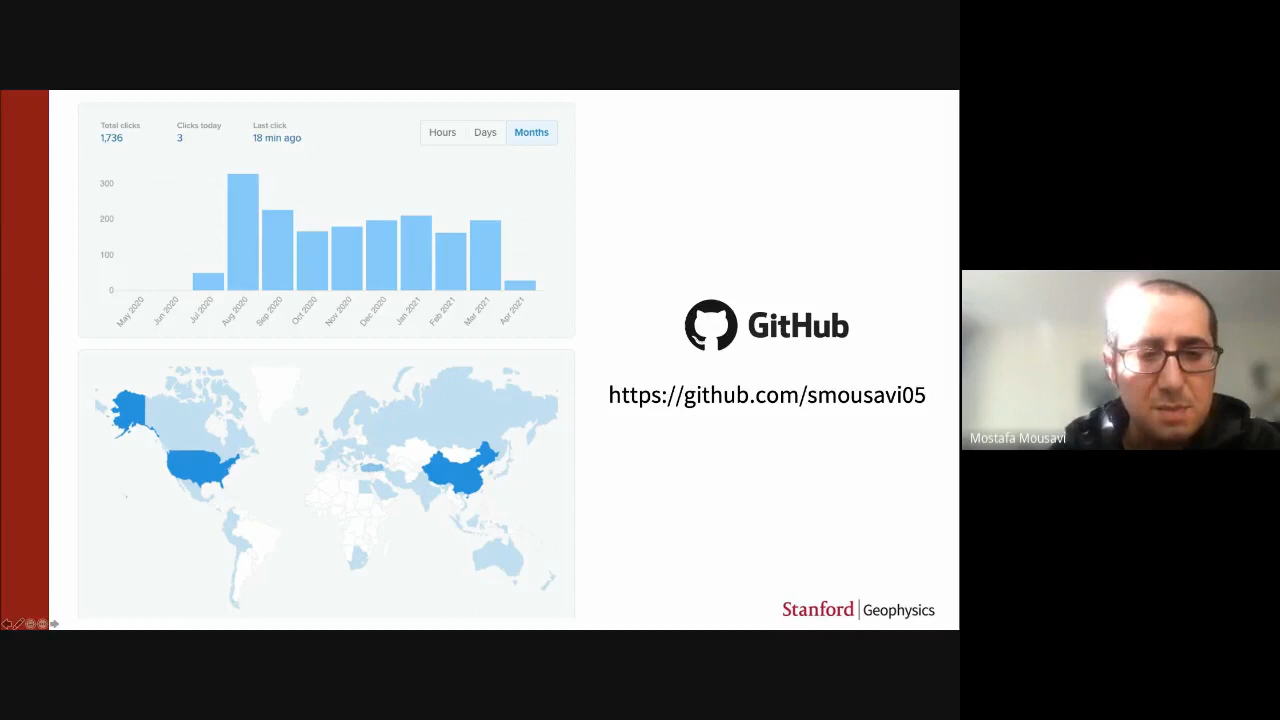 Total clicks Clicks today Last click
1,736 3 18 min ago
Hours Days Months
300
200
100
0
May 2020 Jun 2020 Jul 2020 Aug 2020 Sep 2020 Oct 2020 Nov 2020 Dec 2020 Jan 2021 Feb 2021 Mar 2021 Apr 2021
GitHub
https://github.com/smousavi05
Mostafa Mousavi
Stanford Geophysics